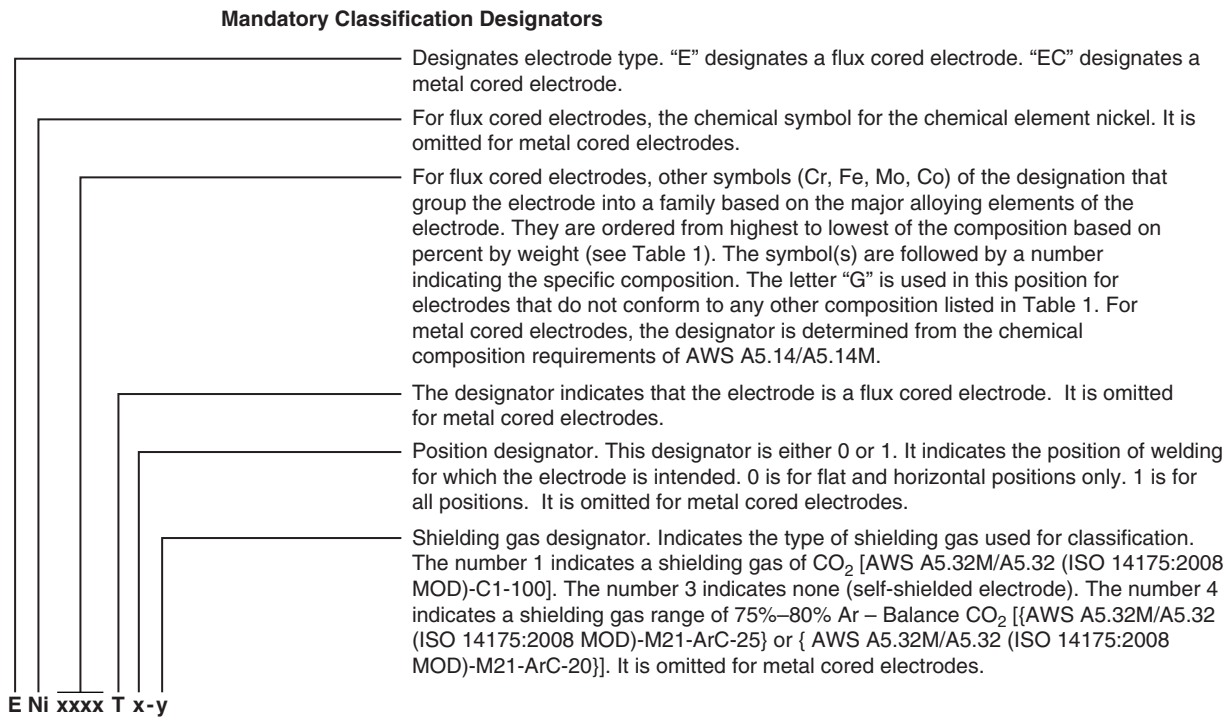 Mandatory Classification Designators
Designates electrode type. “E” designates a flux cored electrode. “EC” designates a
metal cored electrode.
For flux cored electrodes, the chemical symbol for the chemical element nickel. It is
omitted for metal cored electrodes.
For flux cored electrodes, other symbols (Cr, Fe, Mo, Co) of the designation that
group the electrode into a family based on the major alloying elements of the
electrode. They are ordered from highest to lowest of the composition based on
percent by weight (see Table 1). The symbol(s) are followed by a number
indicating the specific composition. The letter “G” is used in this position for
electrodes that do not conform to any other composition listed in Table 1. For
metal cored electrodes, the designator is determined from the chemical
composition requirements of AWS A5.14/A5.14M.
The designator indicates that the electrode is a flux cored electrode. It is omitted
for metal cored electrodes.
Position designator. This designator is either 0 or 1. It indicates the position of welding
for which the electrode is intended. 0 is for flat and horizontal positions only. 1 is for
all positions. It is omitted for metal cored electrodes.
Shielding gas designator. Indicates the type of shielding gas used for classification.
The number 1 indicates a shielding gas of CO₂ [AWS A5.32M/A5.32 (ISO 14175:2008
MOD)-C1-100]. The number 3 indicates none (self-shielded electrode). The number 4
indicates a shielding gas range of 75%–80% Ar – Balance CO₂ [{AWS A5.32M/A5.32
(ISO 14175:2008 MOD)-M21-ArC-25} or { AWS A5.32M/A5.32 (ISO 14175:2008
MOD)-M21-ArC-20}]. It is omitted for metal cored electrodes.
E Ni xxxx T x-y